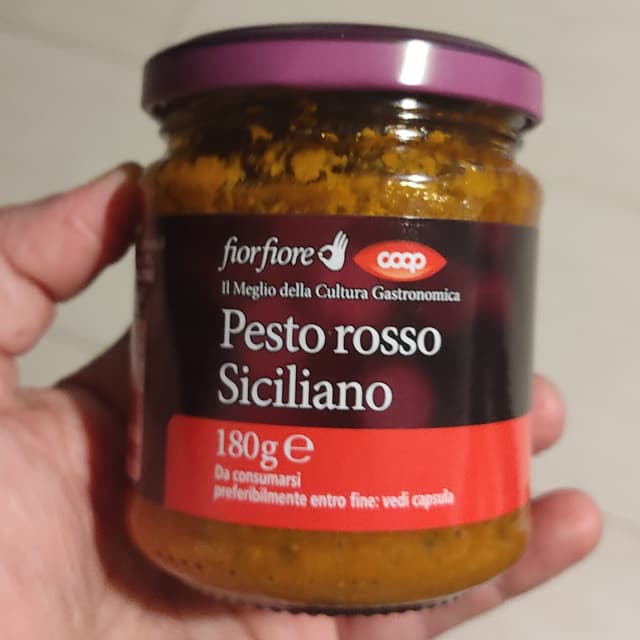 fiorfiore coop
Il Meglio della Cultura Gastronomica
Pesto rosso
Siciliano
180g ℮
Da consumarsi
preferibilmente entro fine: vedi capsula